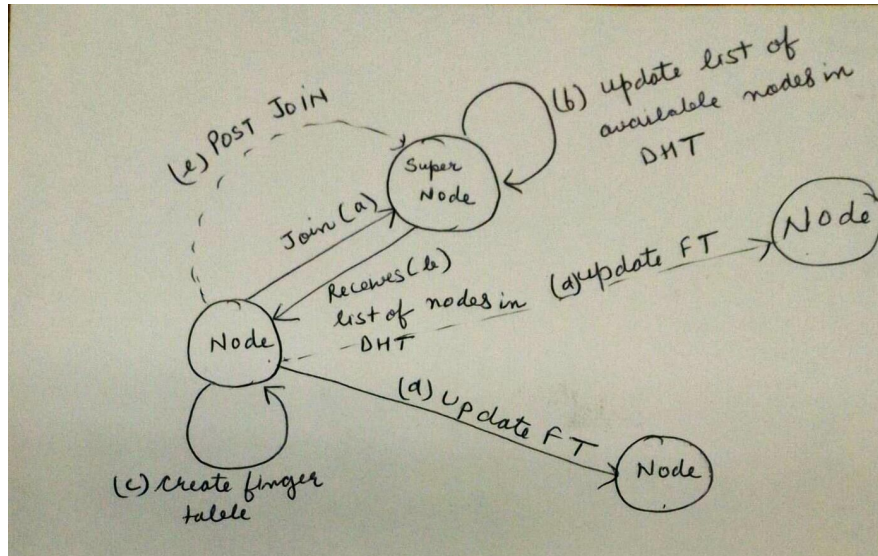 (e) POST JOIN
(b) update list of
available nodes in
DHT
Super
Node
Join (a)
Node
Receives (b)
list of nodes in
DHT
(d) update FT
Node
(d) Update FT
Node
(c) Create finger
table